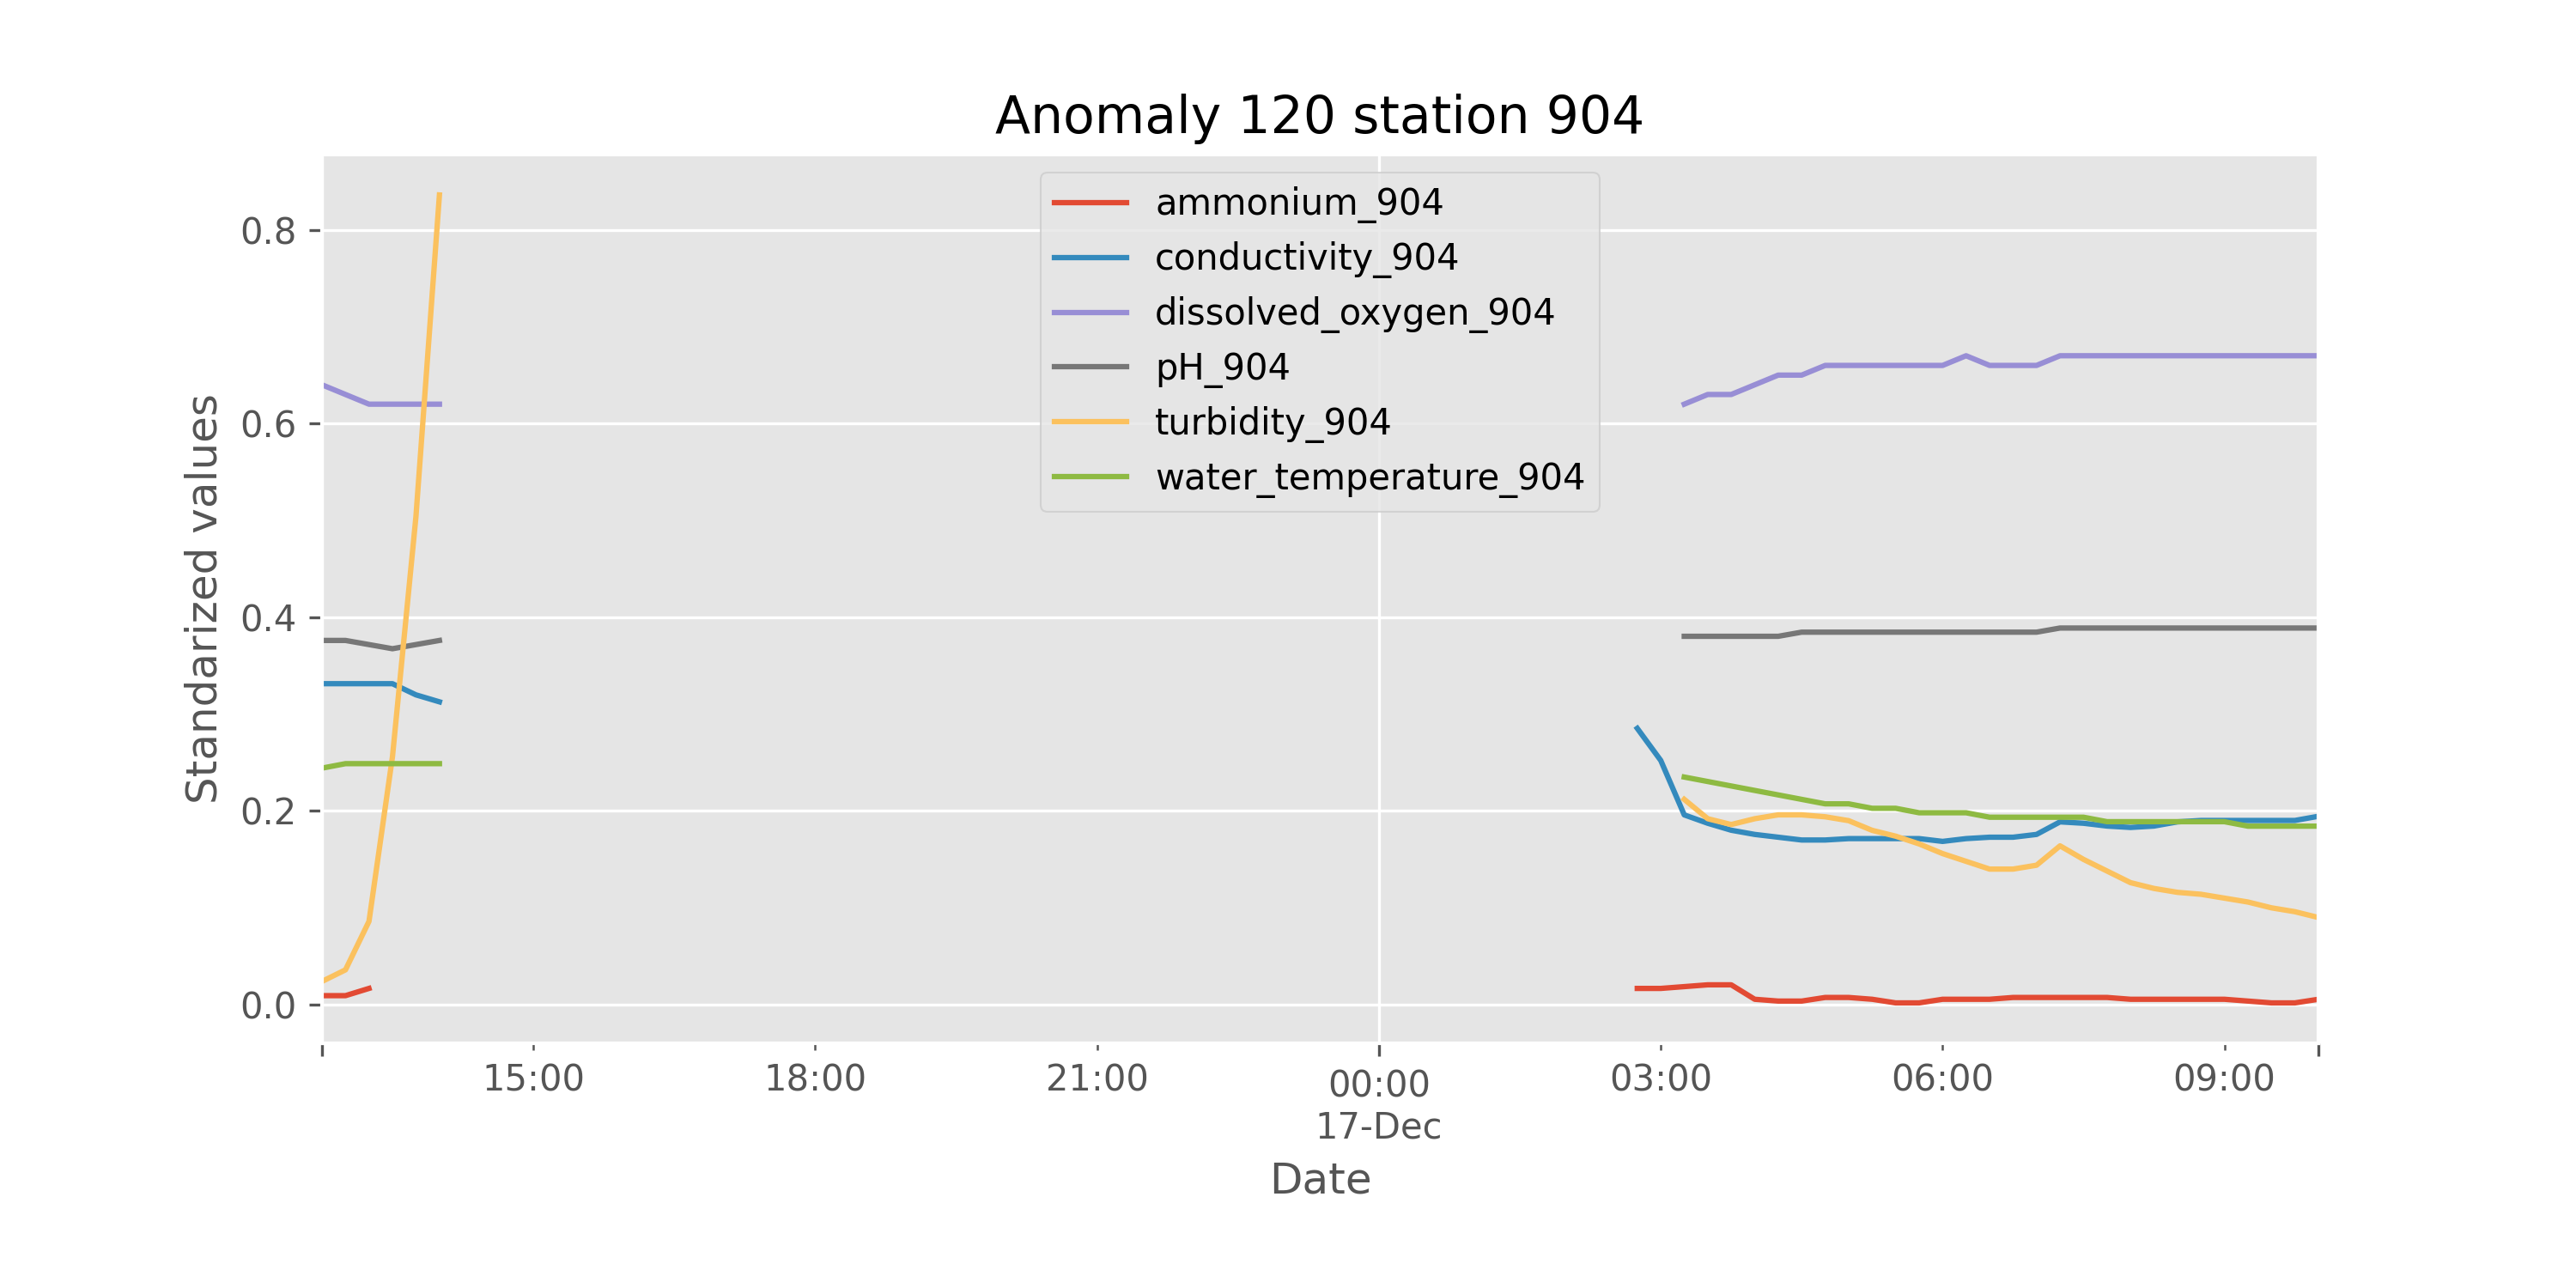 Anomaly 120 station 904
ammonium_904
conductivity_904
dissolved_oxygen_904
pH_904
turbidity_904
water_temperature_904
Standarized values
0.8
0.6
0.4
0.2
0.0
15:00
18:00
21:00
00:00
17-Dec
03:00
06:00
09:00
Date